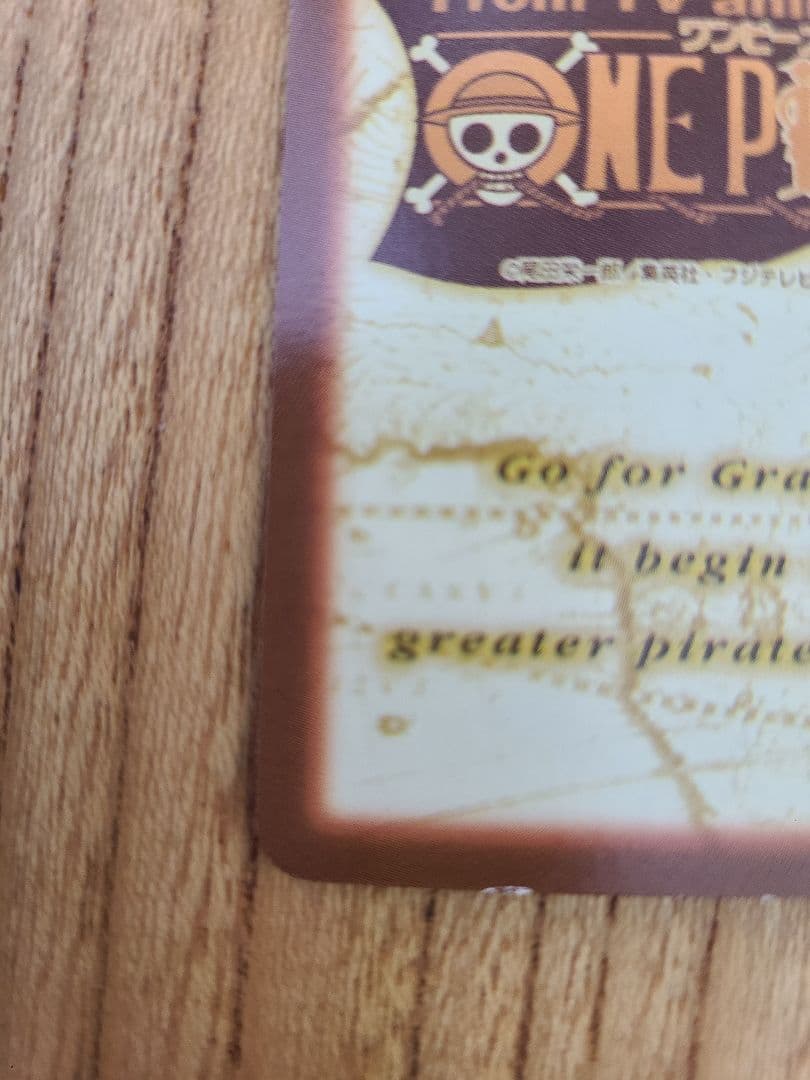 From TV ani
ワンピー
ONE P
©尾田栄一郎/集英社・フジテレビ
Go for Gra
it begin
greater pirate